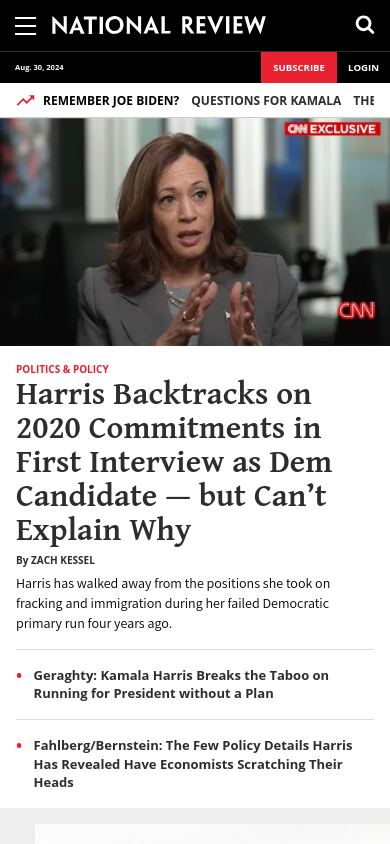 NATIONAL REVIEW
Aug. 30, 2024
SUBSCRIBE
LOGIN
REMEMBER JOE BIDEN? QUESTIONS FOR KAMALA THE
CNN EXCLUSIVE
CNN
POLITICS & POLICY
Harris Backtracks on
2020 Commitments in
First Interview as Dem
Candidate — but Can’t
Explain Why
By ZACH KESSEL
Harris has walked away from the positions she took on
fracking and immigration during her failed Democratic
primary run four years ago.
• Geraghty: Kamala Harris Breaks the Taboo on
Running for President without a Plan
• Fahlberg/Bernstein: The Few Policy Details Harris
Has Revealed Have Economists Scratching Their
Heads